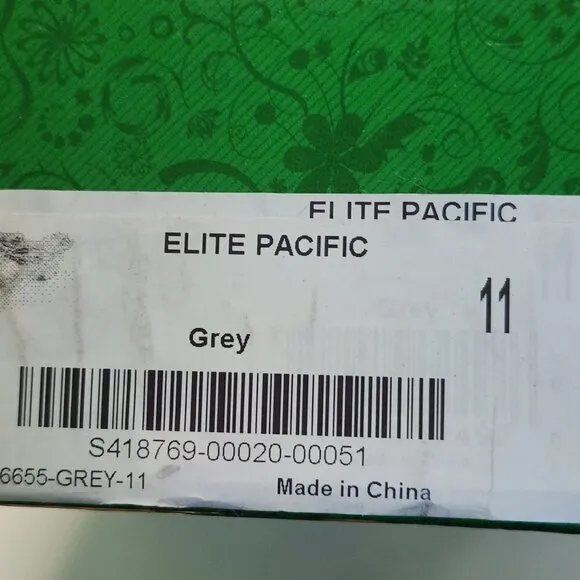 ELITE PACIFIC
ELITE PACIFIC
11
Grey
S418769-00020-00051
6655-GREY-11
Made in China